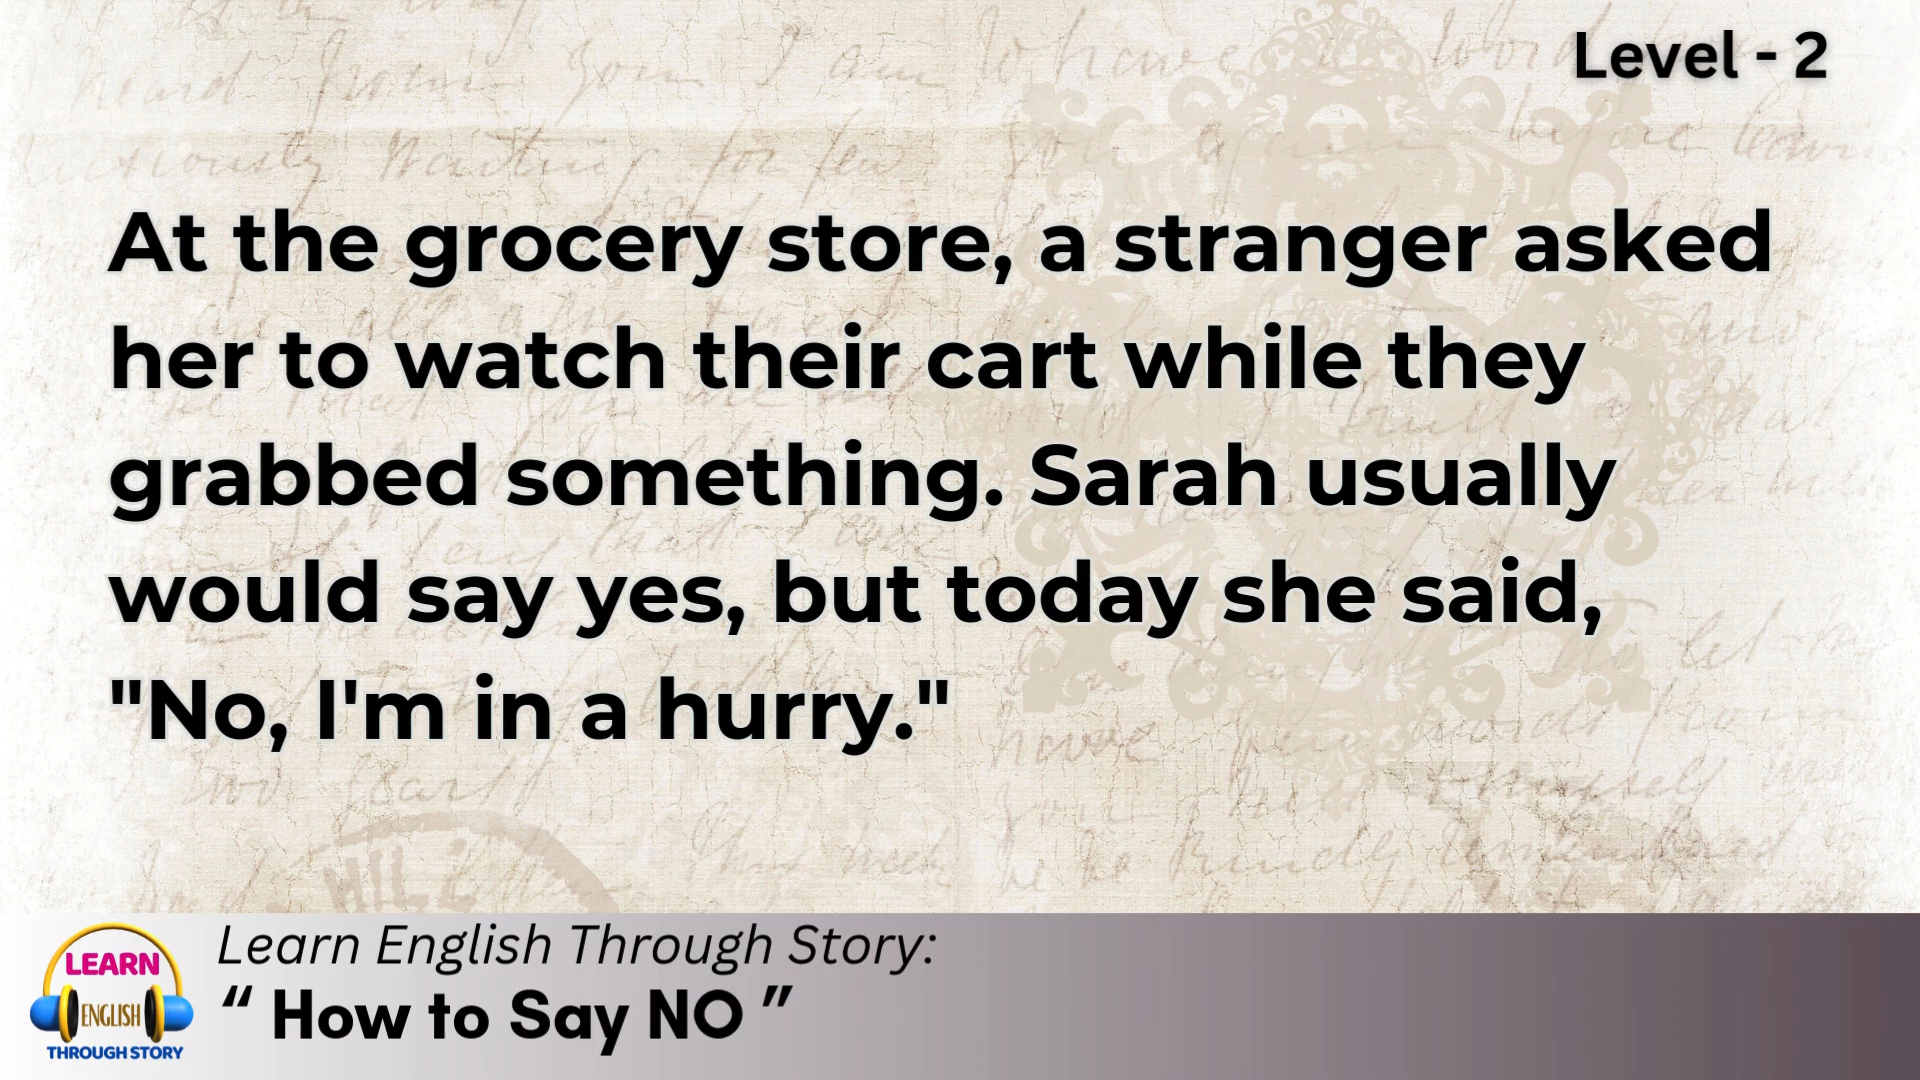 Level - 2
At the grocery store, a stranger asked
her to watch their cart while they
grabbed something. Sarah usually
would say yes, but today she said,
"No, I'm in a hurry."
LEARN
ENGLISH
THROUGH STORY
Learn English Through Story:
“ How to Say NO ”